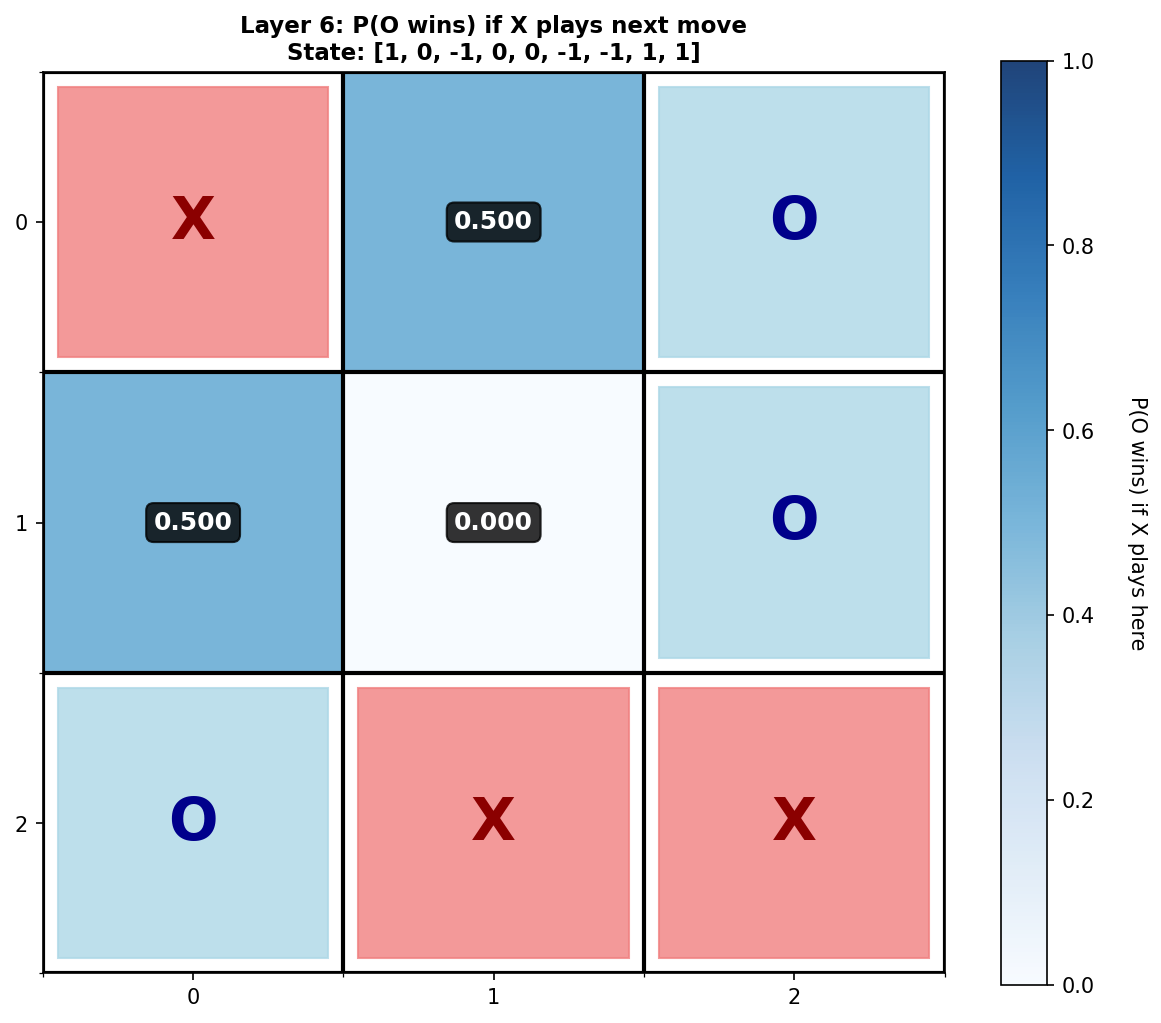 Layer 6: P(O wins) if X plays next move
State: [1, 0, -1, 0, 0, -1, -1, 1, 1]
X
0.500
O
0.500
0.000
O
O
X
X
0
1
2
0
1
2
1.0
0.8
0.6
0.4
0.2
0.0
P(O wins) if X plays here